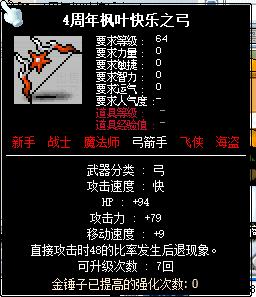 4周年枫叶快乐之弓
要求等级: 64
要求力量: 0
要求敏捷: 0
要求智力: 0
要求运气: 0
要求人气度: -
道具等级: -
道具经验值: -
新手 战士 魔法师 弓箭手 飞侠 海盗
武器分类: 弓
攻击速度: 快
HP: +94
攻击力: +79
移动速度: +9
直接攻击时48的比率发生后退现象。
可升级次数: 7回
金锤子已提高的强化次数: 0